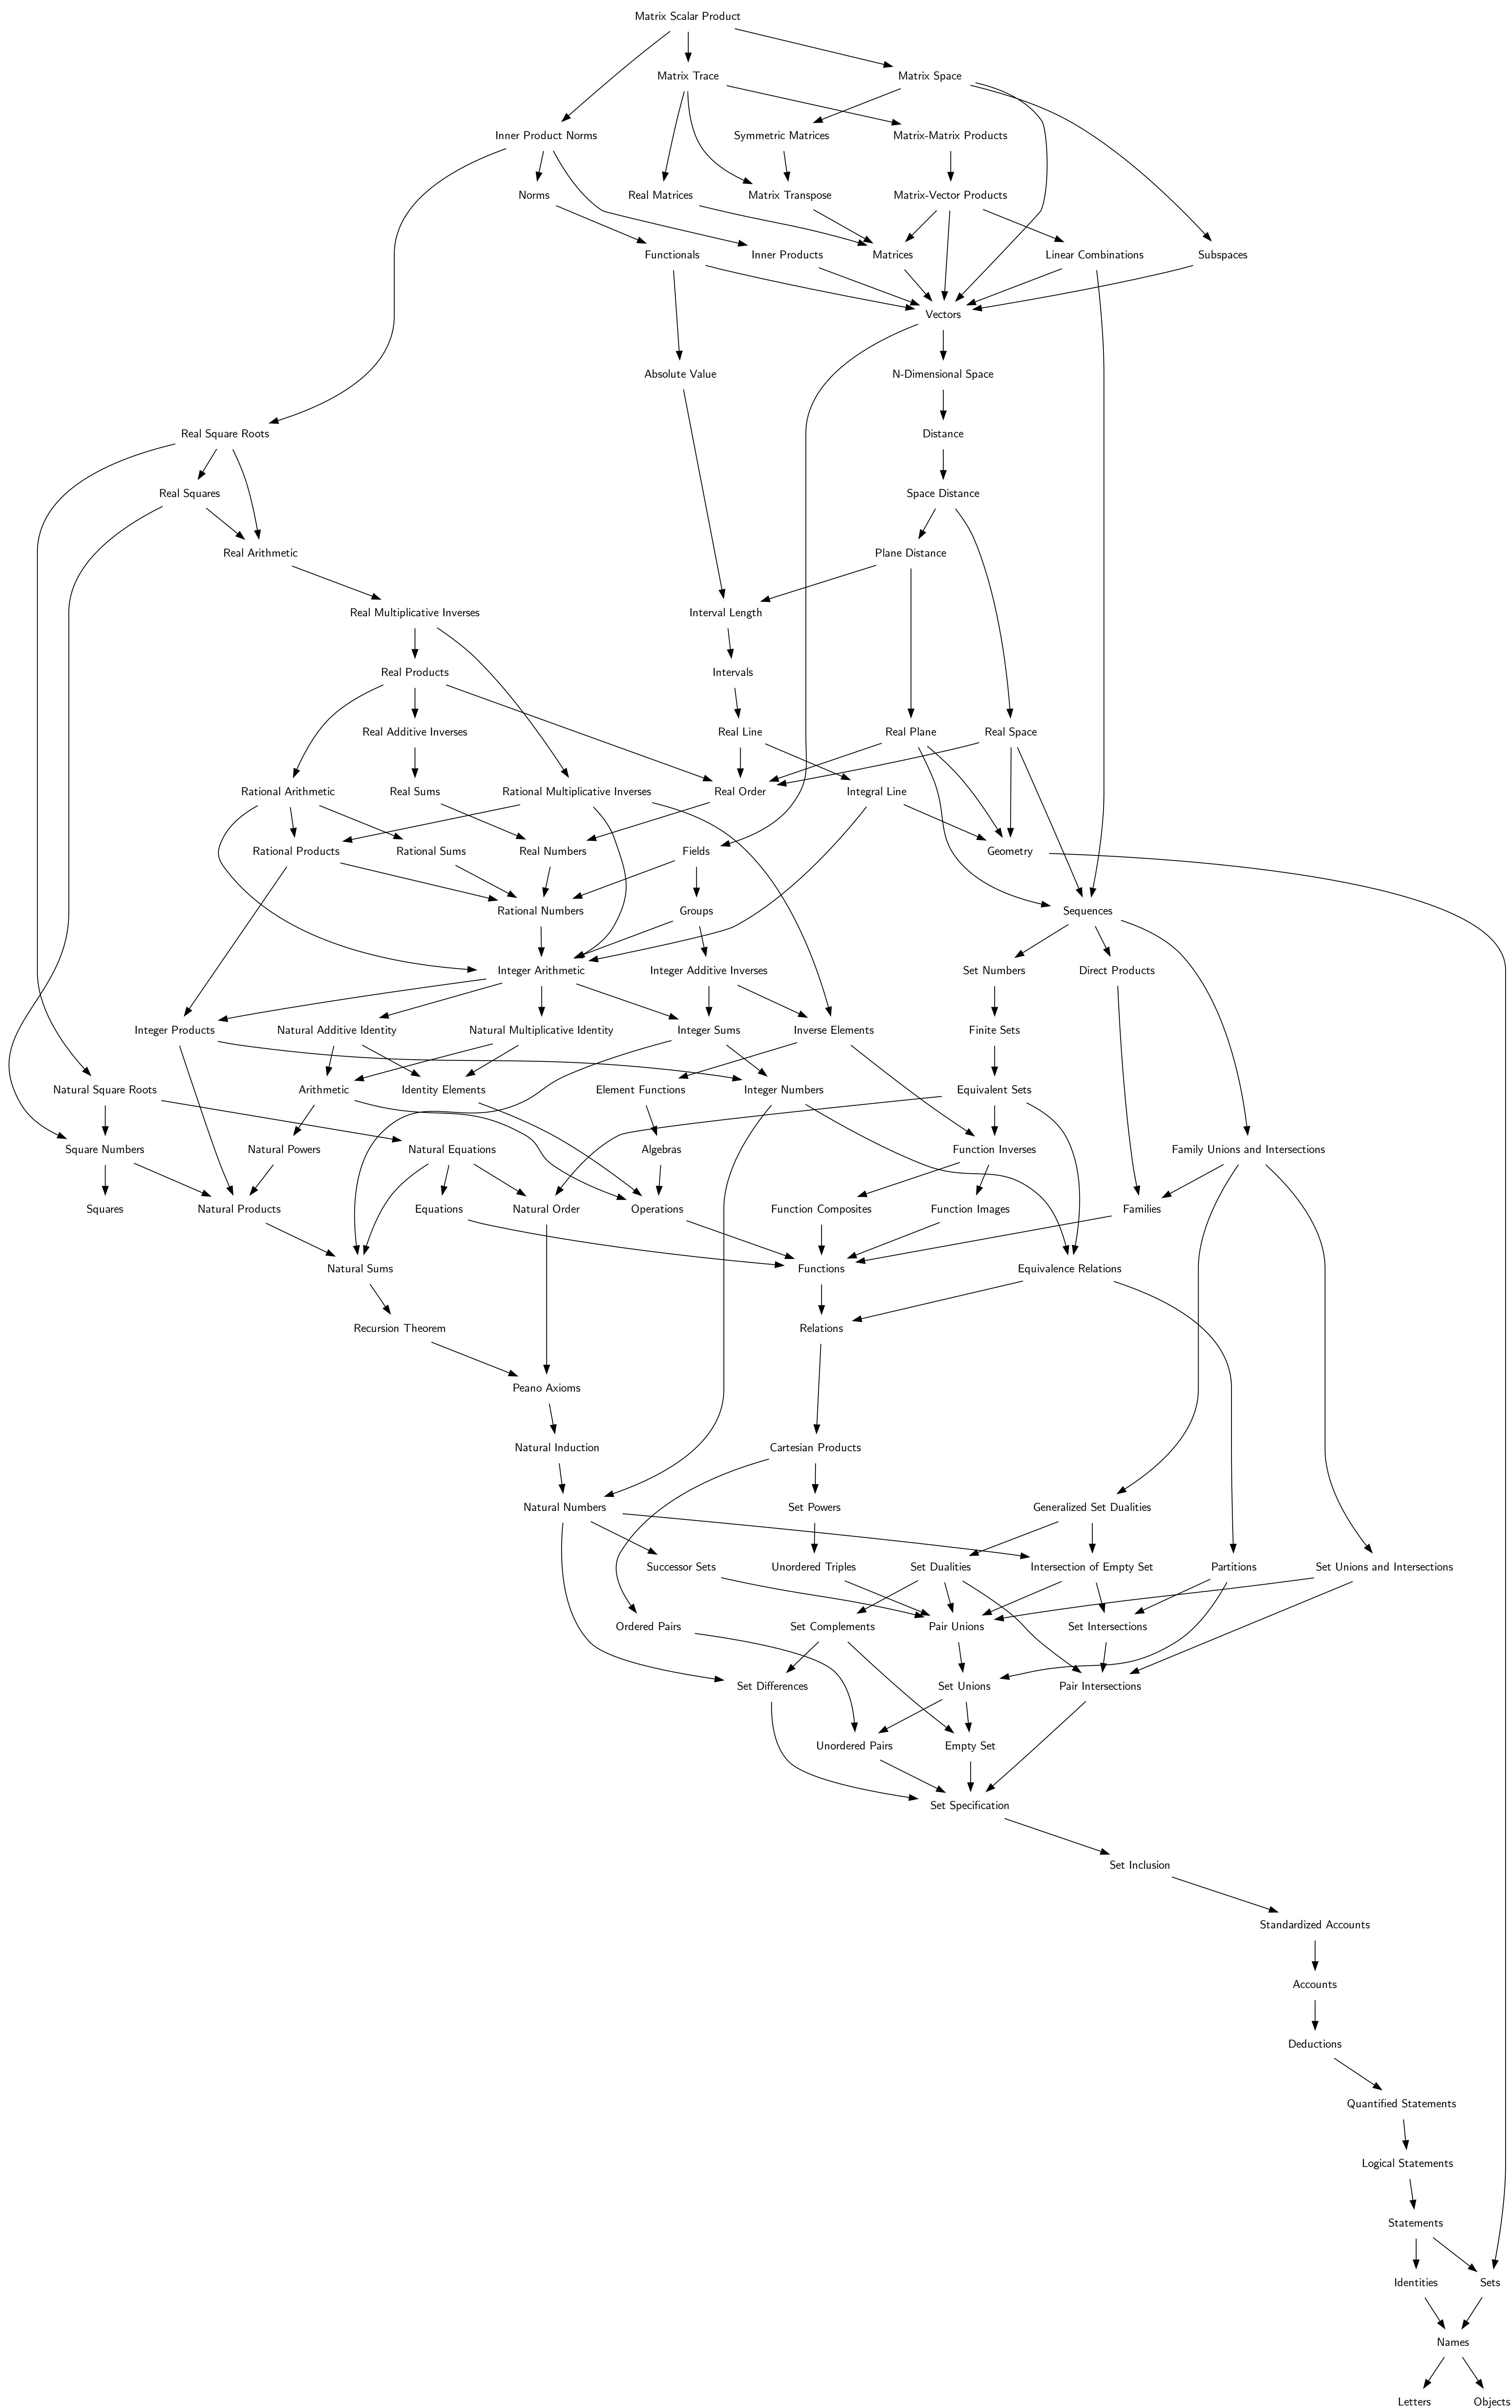 Matrix Scalar Product
Matrix Trace
Matrix Space
Inner Product Norms
Symmetric Matrices
Matrix-Matrix Products
Norms
Real Matrices
Matrix Transpose
Matrix-Vector Products
Functionals
Inner Products
Matrices
Linear Combinations
Subspaces
Vectors
Absolute Value
N-Dimensional Space
Real Square Roots
Distance
Real Squares
Space Distance
Real Arithmetic
Plane Distance
Real Multiplicative Inverses
Interval Length
Real Products
Intervals
Real Additive Inverses
Real Line
Real Plane
Real Space
Rational Arithmetic
Real Sums
Rational Multiplicative Inverses
Real Order
Integral Line
Rational Products
Rational Sums
Real Numbers
Fields
Geometry
Rational Numbers
Groups
Sequences
Integer Arithmetic
Integer Additive Inverses
Set Numbers
Direct Products
Integer Products
Natural Additive Identity
Natural Multiplicative Identity
Integer Sums
Inverse Elements
Finite Sets
Natural Square Roots
Arithmetic
Identity Elements
Element Functions
Integer Numbers
Equivalent Sets
Square Numbers
Natural Powers
Natural Equations
Algebras
Function Inverses
Family Unions and Intersections
Squares
Natural Products
Equations
Natural Order
Operations
Function Composites
Function Images
Families
Natural Sums
Functions
Equivalence Relations
Recursion Theorem
Relations
Peano Axioms
Natural Induction
Cartesian Products
Natural Numbers
Set Powers
Generalized Set Dualities
Successor Sets
Unordered Triples
Set Dualities
Intersection of Empty Set
Partitions
Set Unions and Intersections
Ordered Pairs
Set Complements
Pair Unions
Set Intersections
Set Differences
Set Unions
Pair Intersections
Unordered Pairs
Empty Set
Set Specification
Set Inclusion
Standardized Accounts
Accounts
Deductions
Quantified Statements
Logical Statements
Statements
Identities
Sets
Names
Letters
Objects